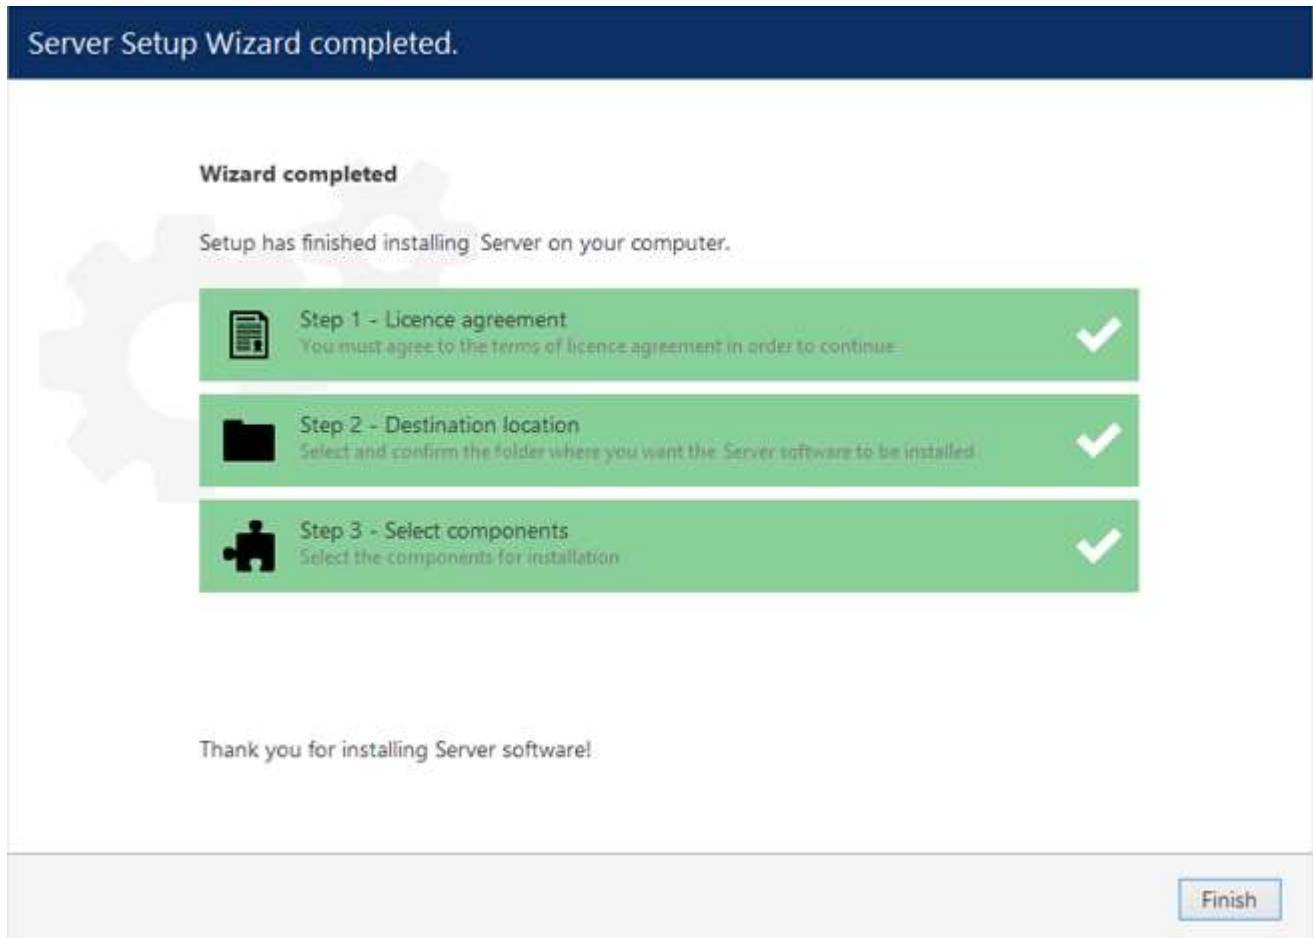 Server Setup Wizard completed.
Wizard completed
Setup has finished installing Server on your computer.
Step 1 - Licence agreement
You must agree to the terms of licence agreement in order to continue
Step 2 - Destination location
Select and confirm the folder where you want the Server software to be installed
Step 3 - Select components
Select the components for installation
Thank you for installing Server software!
Finish